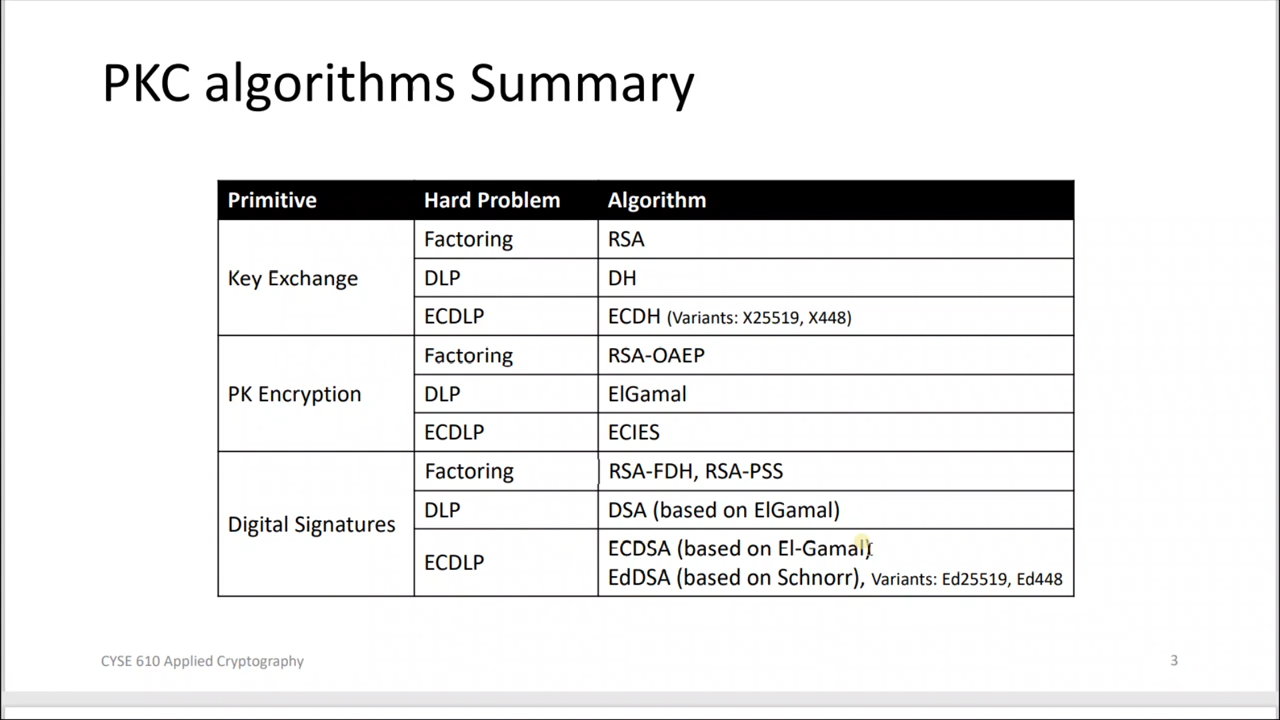 PKC algorithms Summary
Primitive Hard Problem Algorithm
Key Exchange
Factoring RSA
DLP DH
ECDLP ECDH (Variants: X25519, X448)
PK Encryption
Factoring RSA-OAEP
DLP ElGamal
ECDLP ECIES
Digital Signatures
Factoring RSA-FDH, RSA-PSS
DLP DSA (based on ElGamal)
ECDLP ECDSA (based on El-Gamal)
EdDSA (based on Schnorr), Variants: Ed25519, Ed448
CYSE 610 Applied Cryptography
3